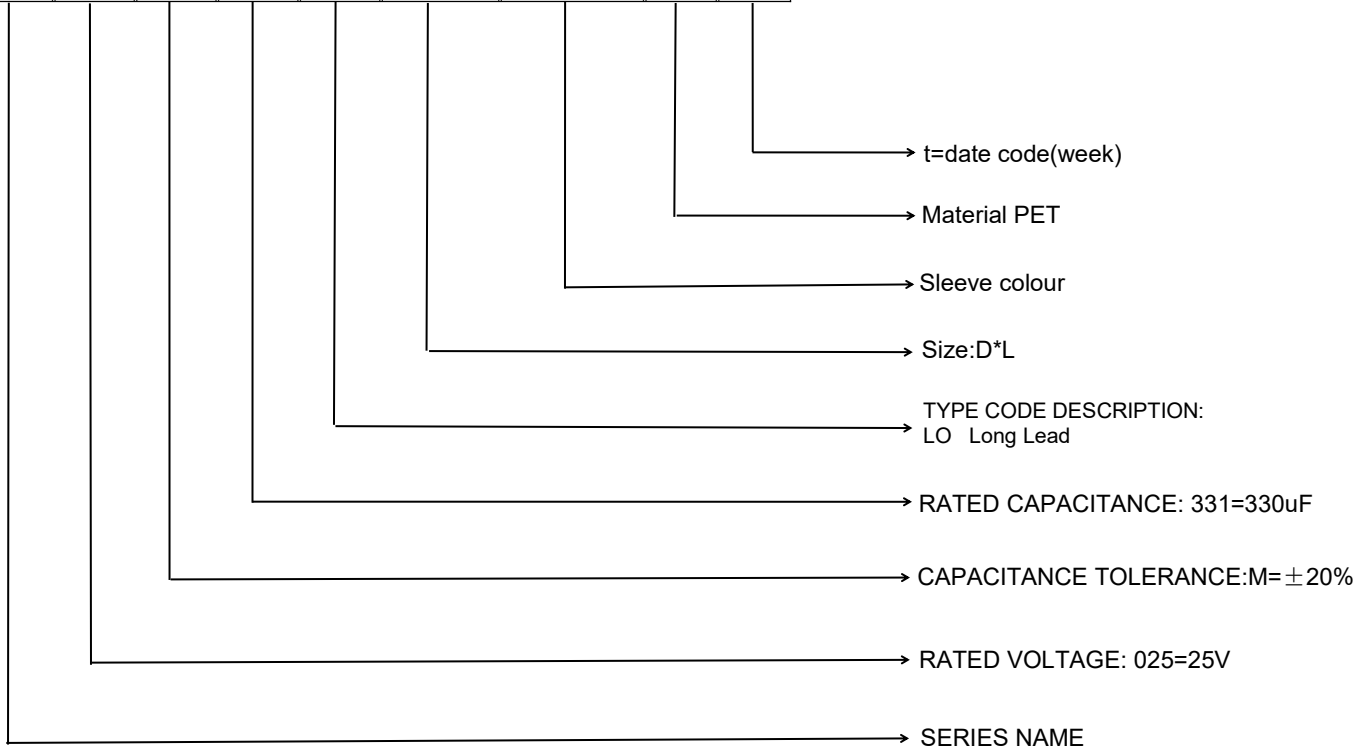 t=date code(week)
Material PET
Sleeve colour
Size:D*L
TYPE CODE DESCRIPTION:
LO   Long Lead
RATED CAPACITANCE: 331=330uF
CAPACITANCE TOLERANCE:M=±20%
RATED VOLTAGE: 025=25V
SERIES NAME